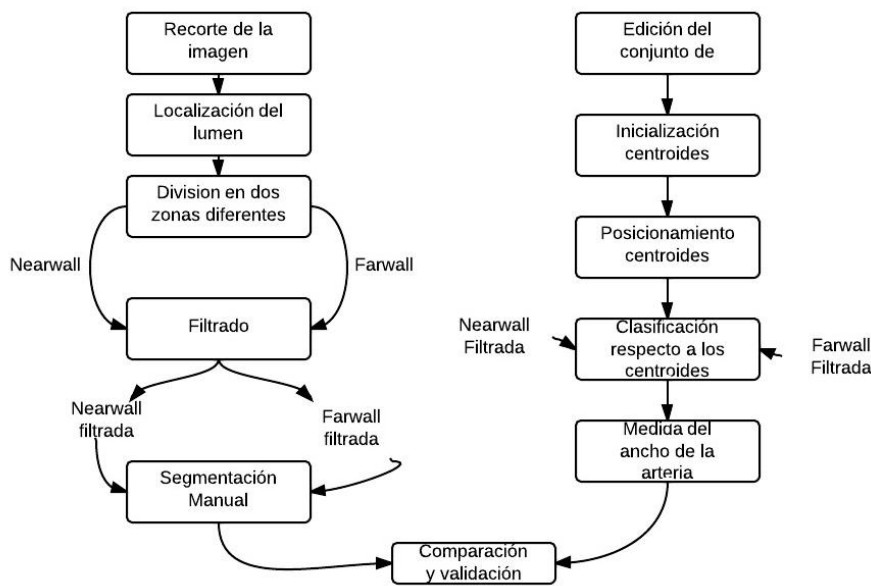 Recorte de la
imagen
Localización del
lumen
Division en dos
zonas diferentes
Nearwall
Farwall
Filtrado
Nearwall
filtrada
Farwall
filtrada
Segmentación
Manual
Edición del
conjunto de
Inicialización
centroides
Posicionamiento
centroides
Nearwall
Filtrada
Clasificación
respecto a los
centroides
Farwall
Filtrada
Medida del
ancho de la
arteria
Comparación
y validación